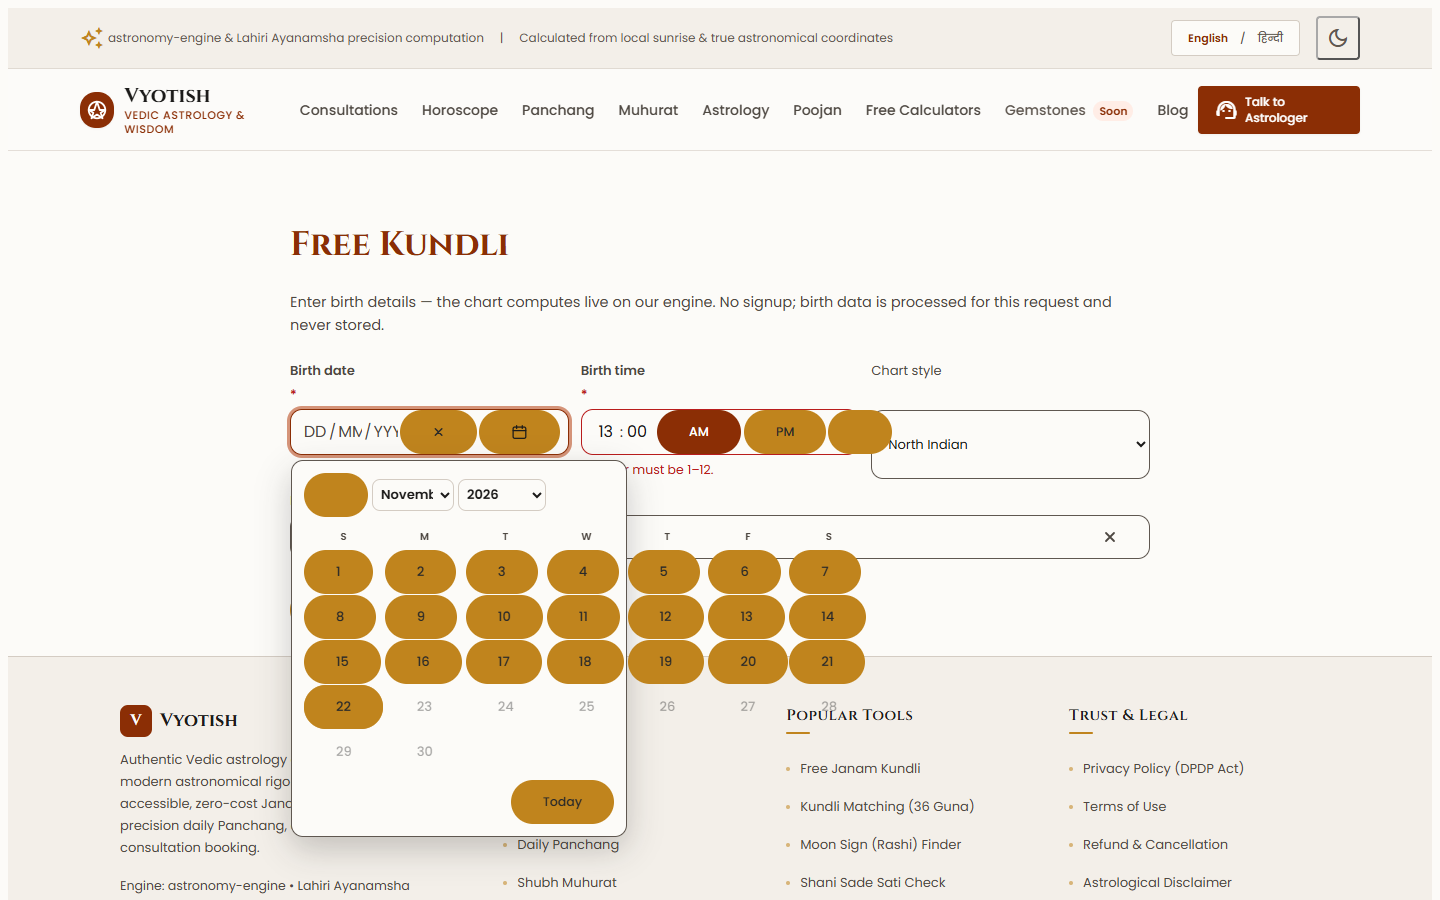 astronomy-engine & Lahiri Ayanamsha precision computation | Calculated from local sunrise & true astronomical coordinates
English / हिन्दी
Vyotish
VEDIC ASTROLOGY &
WISDOM
Consultations Horoscope Panchang Muhurat Astrology Poojan Free Calculators Gemstones Soon Blog
Talk to
Astrologer
Free Kundli
Enter birth details — the chart computes live on our engine. No signup; birth data is processed for this request and
never stored.
Birth date
*
Birth time
*
Chart style
DD / MM / YYY
13 : 00 AM PM
North Indian
must be 1–12.
Novemb 2026
S M T W T F S
1 2 3 4 5 6 7
8 9 10 11 12 13 14
15 16 17 18 19 20 21
22 23 24 25 26 27 28
29 30
Today
V Vyotish
Authentic Vedic astrology
modern astronomical rigo
accessible, zero-cost Jana
precision daily Panchang,
consultation booking.
Engine: astronomy-engine • Lahiri Ayanamsha
Daily Panchang
Shubh Muhurat
Popular Tools
Free Janam Kundli
Kundli Matching (36 Guna)
Moon Sign (Rashi) Finder
Shani Sade Sati Check
Trust & Legal
Privacy Policy (DPDP Act)
Terms of Use
Refund & Cancellation
Astrological Disclaimer